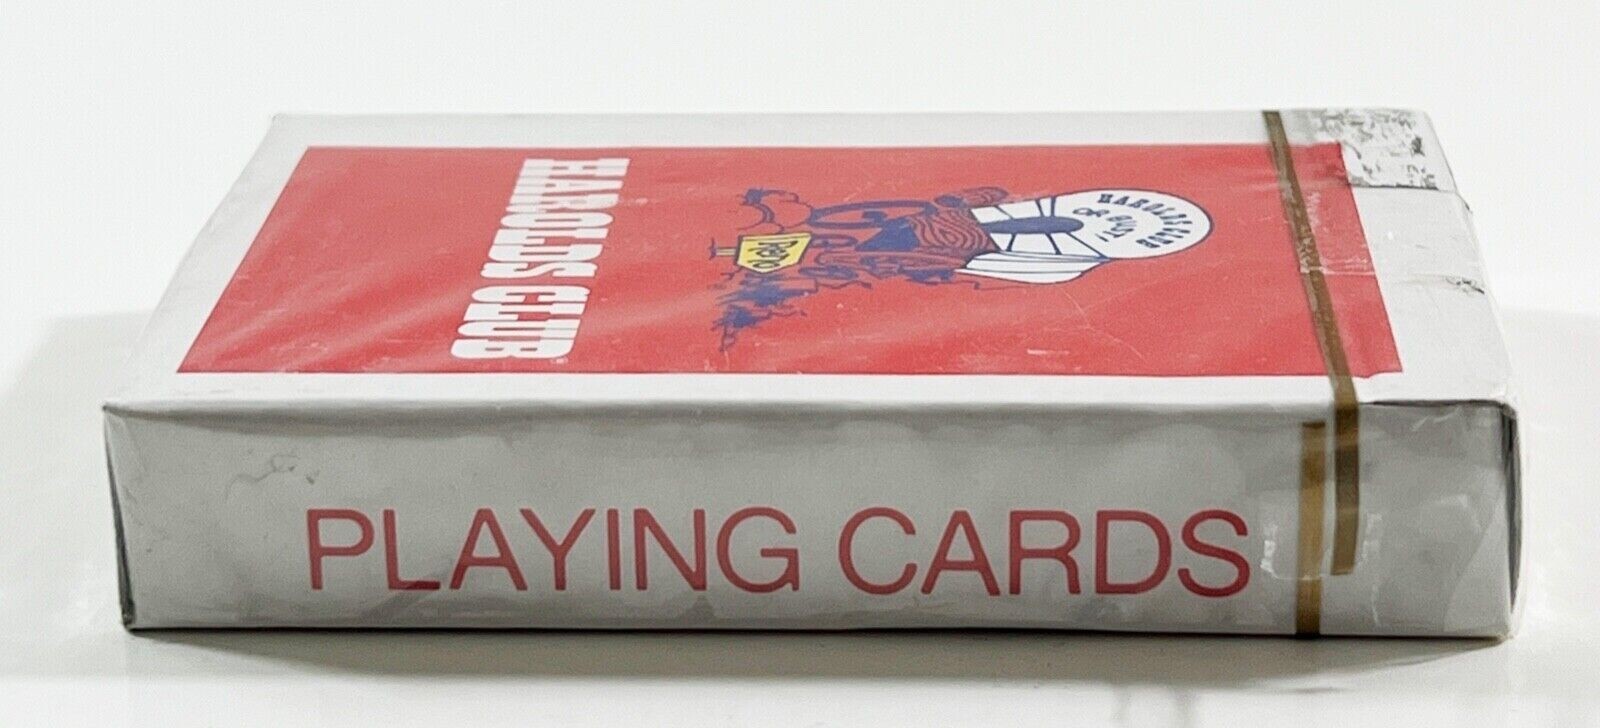 HAROLDS CLUB
HAROLDS CLUB
OR BUST!
Reno
PLAYING CARDS